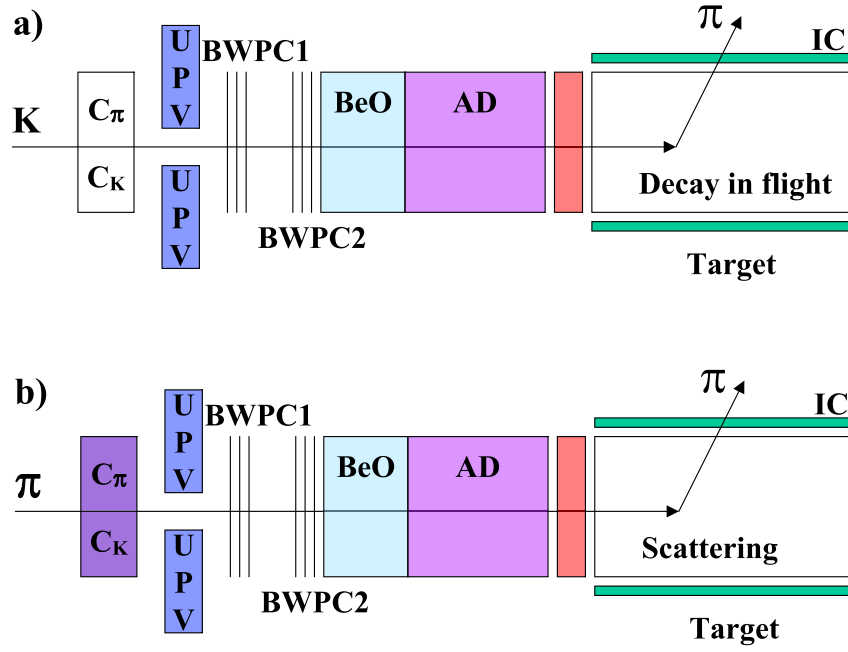 a)
π
IC
U
P
V
BWPC1
BeO
AD
K
Cπ
CK
U
P
V
Decay in flight
BWPC2
Target
b)
π
IC
U
P
V
BWPC1
BeO
AD
π
Cπ
CK
U
P
V
Scattering
BWPC2
Target